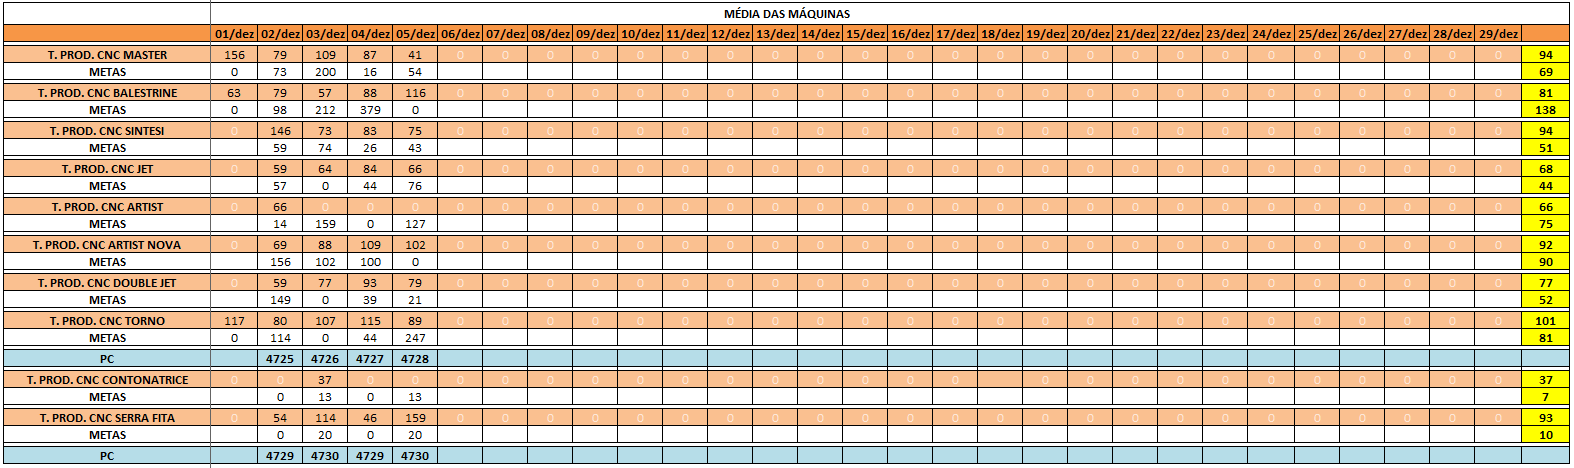 MÉDIA DAS MÁQUINAS
01/dez 02/dez 03/dez 04/dez 05/dez 06/dez 07/dez 08/dez 09/dez 10/dez 11/dez 12/dez 13/dez 14/dez 15/dez 16/dez 17/dez 18/dez 19/dez 20/dez 21/dez 22/dez 23/dez 24/dez 25/dez 26/dez 27/dez 28/dez 29/dez
T. PROD. CNC MASTER 156 79 109 87 41 0 0 0 0 0 0 0 0 0 0 0 0 0 0 0 0 0 0 0 0 0 0 0 0 94
METAS 0 73 200 16 54 69
T. PROD. CNC BALESTRINE 63 79 57 88 116 0 0 0 0 0 0 0 0 0 0 0 0 0 0 0 0 0 0 0 0 0 0 0 0 81
METAS 0 98 212 379 0 138
T. PROD. CNC SINTESI 0 146 73 83 75 0 0 0 0 0 0 0 0 0 0 0 0 0 0 0 0 0 0 0 0 0 0 0 0 94
METAS 59 74 26 43 51
T. PROD. CNC JET 0 59 64 84 66 0 0 0 0 0 0 0 0 0 0 0 0 0 0 0 0 0 0 0 0 0 0 0 0 68
METAS 57 0 44 76 44
T. PROD. CNC ARTIST 0 66 0 0 0 0 0 0 0 0 0 0 0 0 0 0 0 0 0 0 0 0 0 0 0 0 0 0 0 66
METAS 14 159 0 127 75
T. PROD. CNC ARTIST NOVA 0 69 88 109 102 0 0 0 0 0 0 0 0 0 0 0 0 0 0 0 0 0 0 0 0 0 0 0 0 92
METAS 156 102 100 0 90
T. PROD. CNC DOUBLE JET 0 59 77 93 79 0 0 0 0 0 0 0 0 0 0 0 0 0 0 0 0 0 0 0 0 0 0 0 0 77
METAS 149 0 39 21 52
T. PROD. CNC TORNO 117 80 107 115 89 0 0 0 0 0 0 0 0 0 0 0 0 0 0 0 0 0 0 0 0 0 0 0 0 101
METAS 0 114 0 44 247 81
PC 4725 4726 4727 4728
T. PROD. CNC CONTONATRICE 0 0 37 0 0 0 0 0 0 0 0 0 0 0 0 0 0 0 0 0 0 0 0 0 0 0 0 0 37
METAS 0 13 0 13 7
T. PROD. CNC SERRA FITA 0 54 114 46 159 0 0 0 0 0 0 0 0 0 0 0 0 0 0 0 0 0 0 0 0 0 0 0 0 93
METAS 0 20 0 20 10
PC 4729 4730 4729 4730